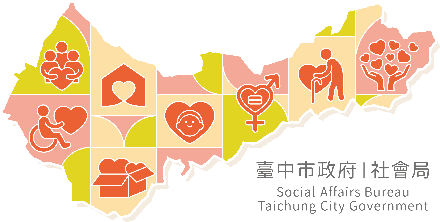 臺中市政府|社會局
Social Affairs Bureau
Taichung City Government